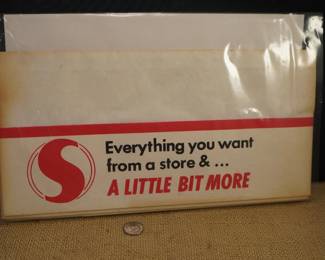 Everything you want
from a store & ...
A LITTLE BIT MORE